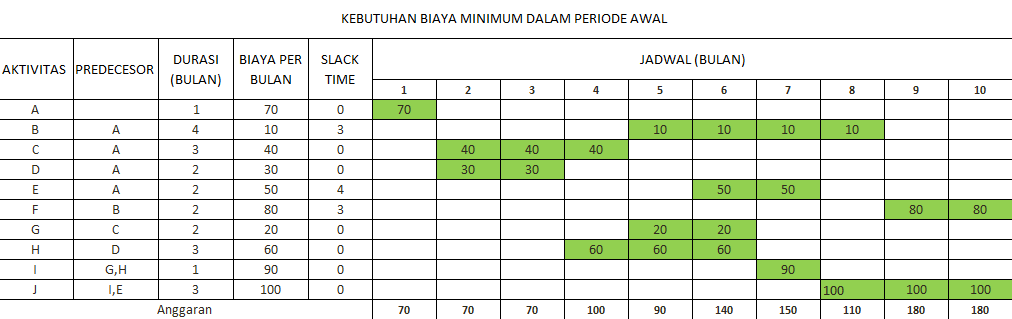 KEBUTUHAN BIAYA MINIMUM DALAM PERIODE AWAL
AKTIVITAS PREDECESOR DURASI (BULAN) BIAYA PER BULAN SLACK TIME JADWAL (BULAN)
1 2 3 4 5 6 7 8 9 10
A 1 70 0 70
B A 4 10 3 10 10 10 10
C A 3 40 0 40 40 40
D A 2 30 0 30 30
E A 2 50 4 50 50
F B 2 80 3 80 80
G C 2 20 0 20 20
H D 3 60 0 60 60 60
I G,H 1 90 0 90
J I,E 3 100 0 100 100 100
Anggaran 70 70 70 100 90 140 150 110 180 180